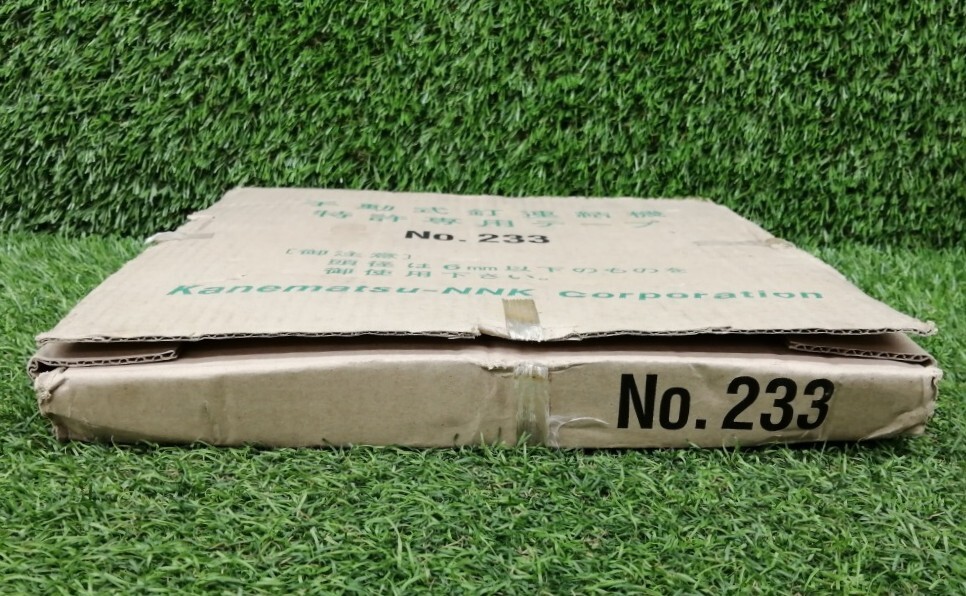 手動式釘連結機
特許専用テープ
No. 233
〔御注意〕
頭径は6mm以下のものを
御使用下さい。
Kanematsu-NNK Corporation
No. 233